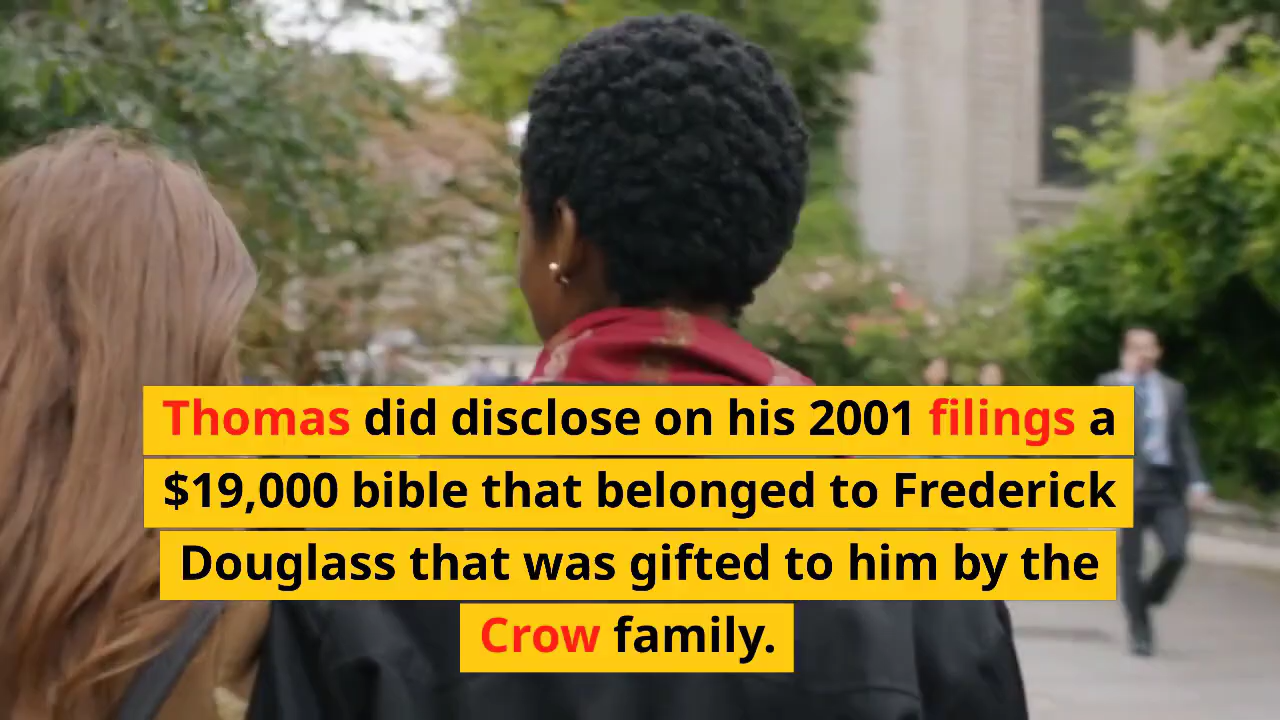 Thomas did disclose on his 2001 filings a
$19,000 bible that belonged to Frederick
Douglass that was gifted to him by the
Crow family.